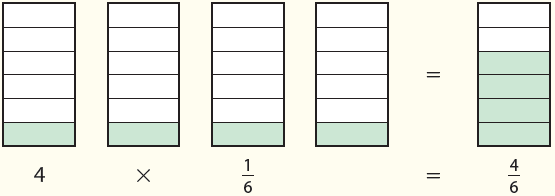 =
4 × 1/6 = 4/6